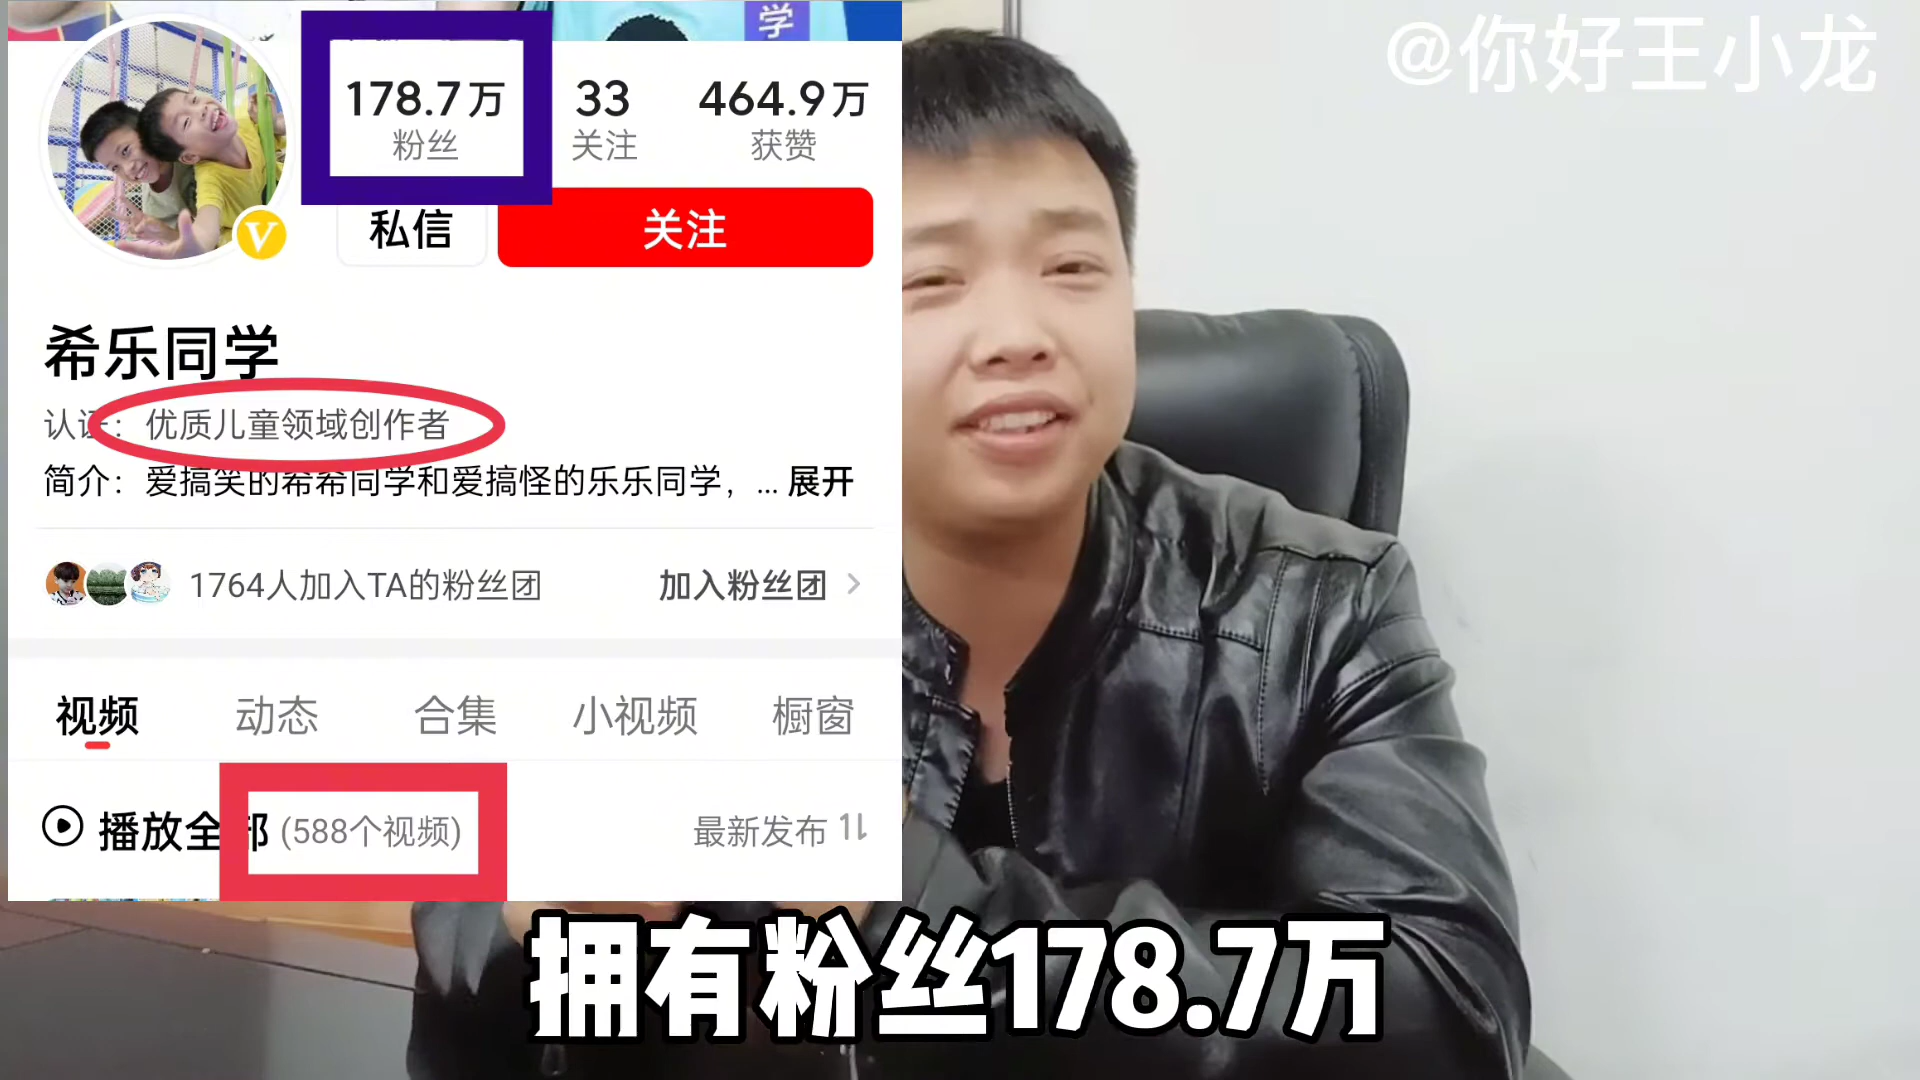 学
@你好王小龙
178.7万
粉丝
33
关注
464.9万
获赞
私信
关注
希乐同学
认证：优质儿童领域创作者
简介：爱搞笑的希希同学和爱搞怪的乐乐同学，... 展开
1764人加入TA的粉丝团
加入粉丝团
视频
动态
合集
小视频
橱窗
播放全部 (588个视频)
最新发布
拥有粉丝178.7万